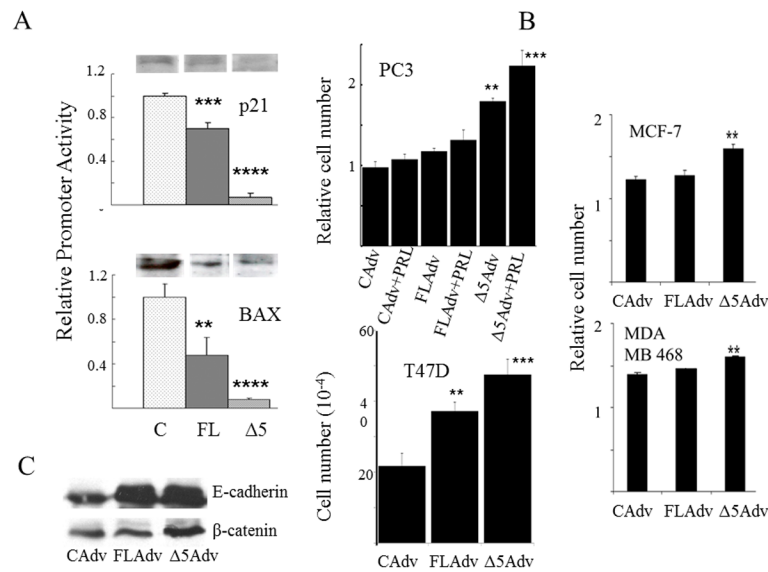 A
B
Relative Promoter Activity
1.2
0.8
0.4
***
p21
****
-
1.2
0.8
0.4
**
BAX
****
C FL Δ5
Relative cell number
2
1
0
PC3
**
***
CAdv CAdv+PRL FLAdv FLAdv+PRL Δ5Adv Δ5Adv+PRL
Cell number (10⁻⁴)
60
4
0
20
T47D
**
***
CAdv FLAdv Δ5Adv
Relative cell number
2
1
0
MCF-7
**
CAdv FLAdv Δ5Adv
2
1
0
MDA
MB 468
**
CAdv FLAdv Δ5Adv
C
E-cadherin
β-catenin
CAdv FLAdv Δ5Adv